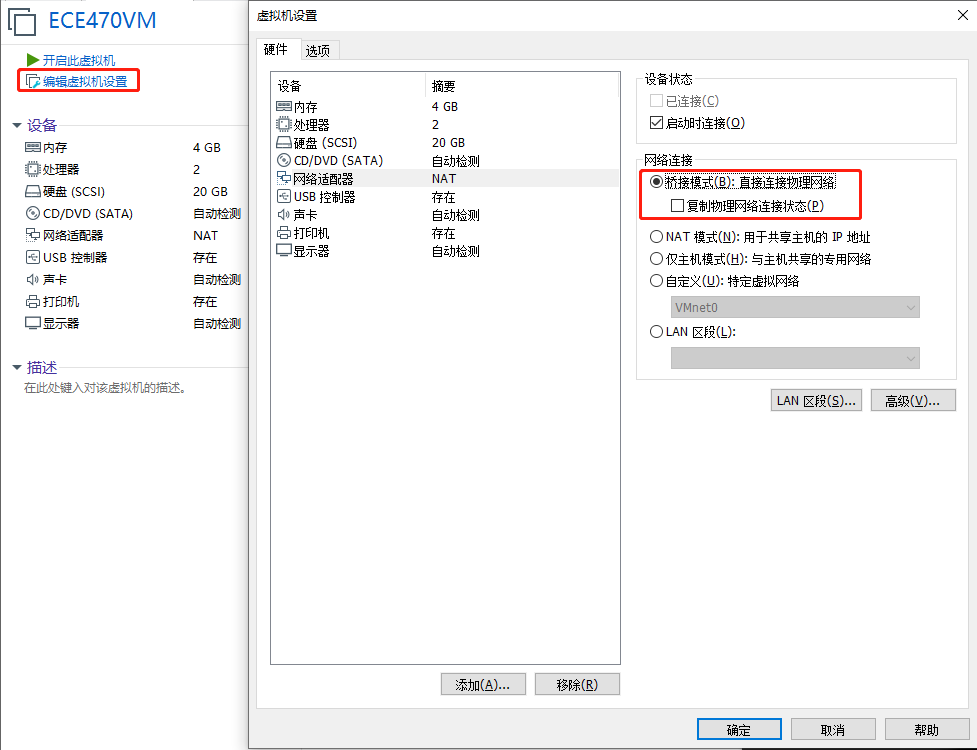 ECE470VM
开启此虚拟机
编辑虚拟机设置
设备
内存 4 GB
处理器 2
硬盘 (SCSI) 20 GB
CD/DVD (SATA) 自动检测
网络适配器 NAT
USB 控制器 存在
声卡 自动检测
打印机 存在
显示器 自动检测
描述
在此处键入对该虚拟机的描述。
虚拟机设置
硬件 选项
设备 摘要
内存 4 GB
处理器 2
硬盘 (SCSI) 20 GB
CD/DVD (SATA) 自动检测
网络适配器 NAT
USB 控制器 存在
声卡 自动检测
打印机 存在
显示器 自动检测
添加(A)... 移除(R)
设备状态
已连接(C)
启动时连接(O)
网络连接
桥接模式(B): 直接连接物理网络
复制物理网络连接状态(P)
NAT 模式(N): 用于共享主机的 IP 地址
仅主机模式(H): 与主机共享的专用网络
自定义(U): 特定虚拟网络
VMnet0
LAN 区段(L):
LAN 区段(S)... 高级(V)...
确定 取消 帮助